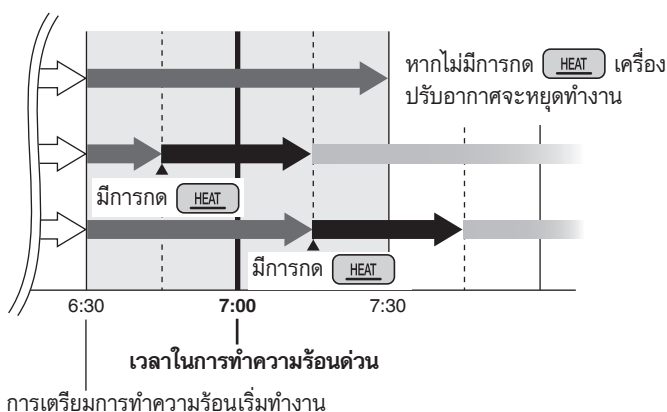 หากไม่มีการกด HEAT เครื่อง
ปรับอากาศจะหยุดทำงาน
มีการกด HEAT
มีการกด HEAT
6:30 7:00 7:30
เวลาในการทำความร้อนด่วน
การเตรียมการทำความร้อนเริ่มทำงาน